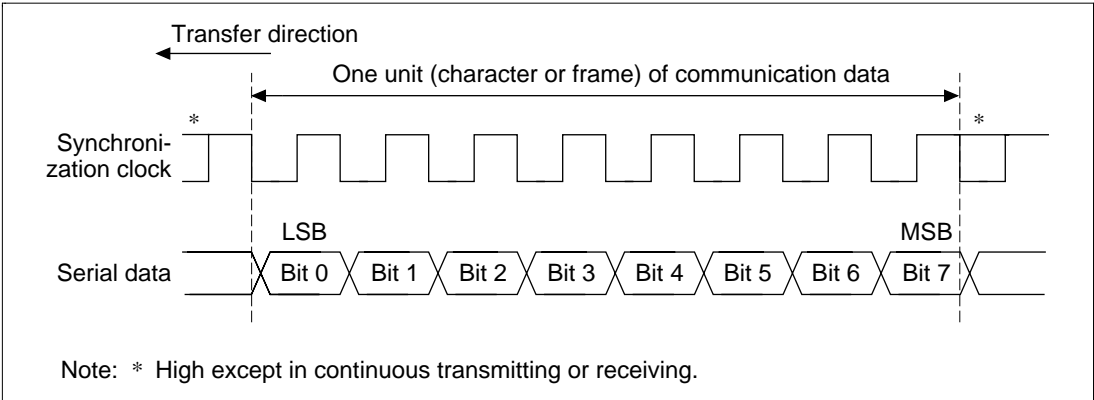 Transfer direction
One unit (character or frame) of communication data
* *
Synchroni-
zation clock
LSB MSB
Serial data Bit 0 Bit 1 Bit 2 Bit 3 Bit 4 Bit 5 Bit 6 Bit 7
Note: * High except in continuous transmitting or receiving.